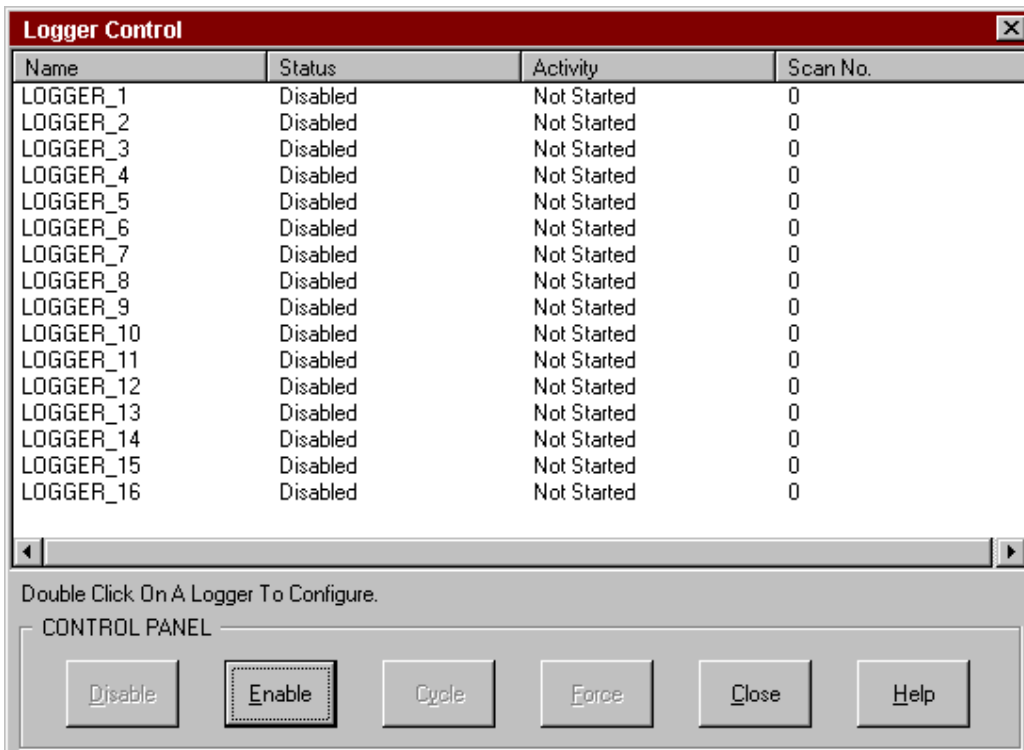 Logger Control
Name Status Activity Scan No.
LOGGER_1 Disabled Not Started 0
LOGGER_2 Disabled Not Started 0
LOGGER_3 Disabled Not Started 0
LOGGER_4 Disabled Not Started 0
LOGGER_5 Disabled Not Started 0
LOGGER_6 Disabled Not Started 0
LOGGER_7 Disabled Not Started 0
LOGGER_8 Disabled Not Started 0
LOGGER_9 Disabled Not Started 0
LOGGER_10 Disabled Not Started 0
LOGGER_11 Disabled Not Started 0
LOGGER_12 Disabled Not Started 0
LOGGER_13 Disabled Not Started 0
LOGGER_14 Disabled Not Started 0
LOGGER_15 Disabled Not Started 0
LOGGER_16 Disabled Not Started 0
Double Click On A Logger To Configure.
CONTROL PANEL
Disable Enable Cycle Force Close Help